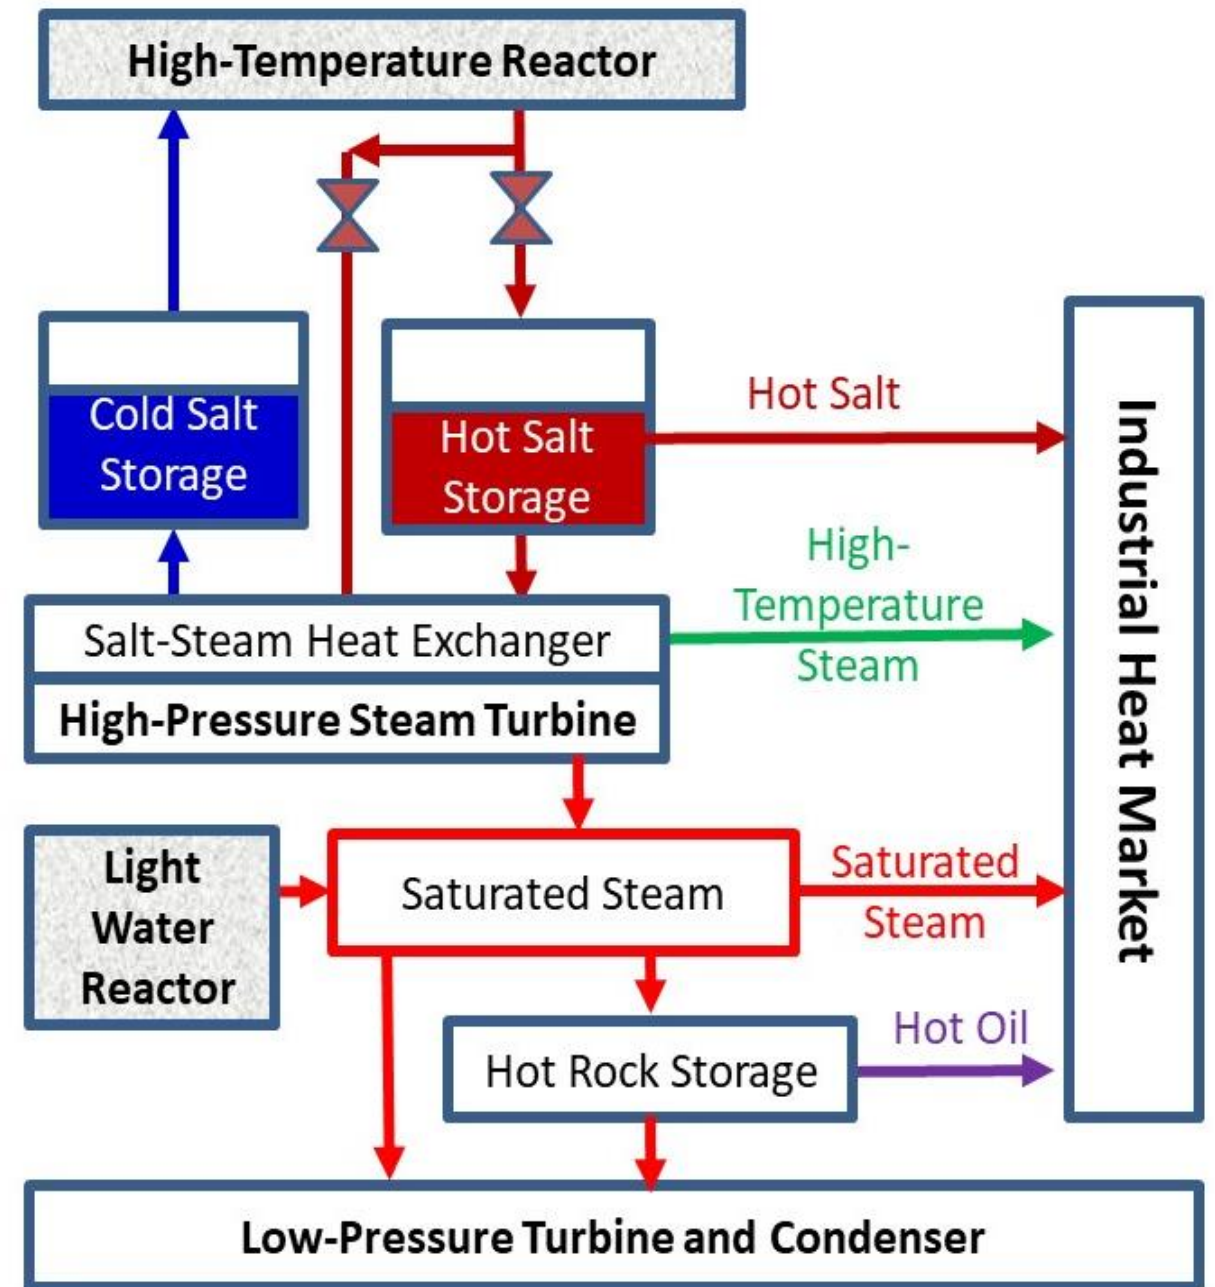 High-Temperature Reactor
Cold Salt
Storage
Hot Salt
Storage
Hot Salt
High-
Temperature
Steam
Industrial Heat Market
Salt-Steam Heat Exchanger
High-Pressure Steam Turbine
Light
Water
Reactor
Saturated Steam
Saturated
Steam
Hot Rock Storage
Hot Oil
Low-Pressure Turbine and Condenser